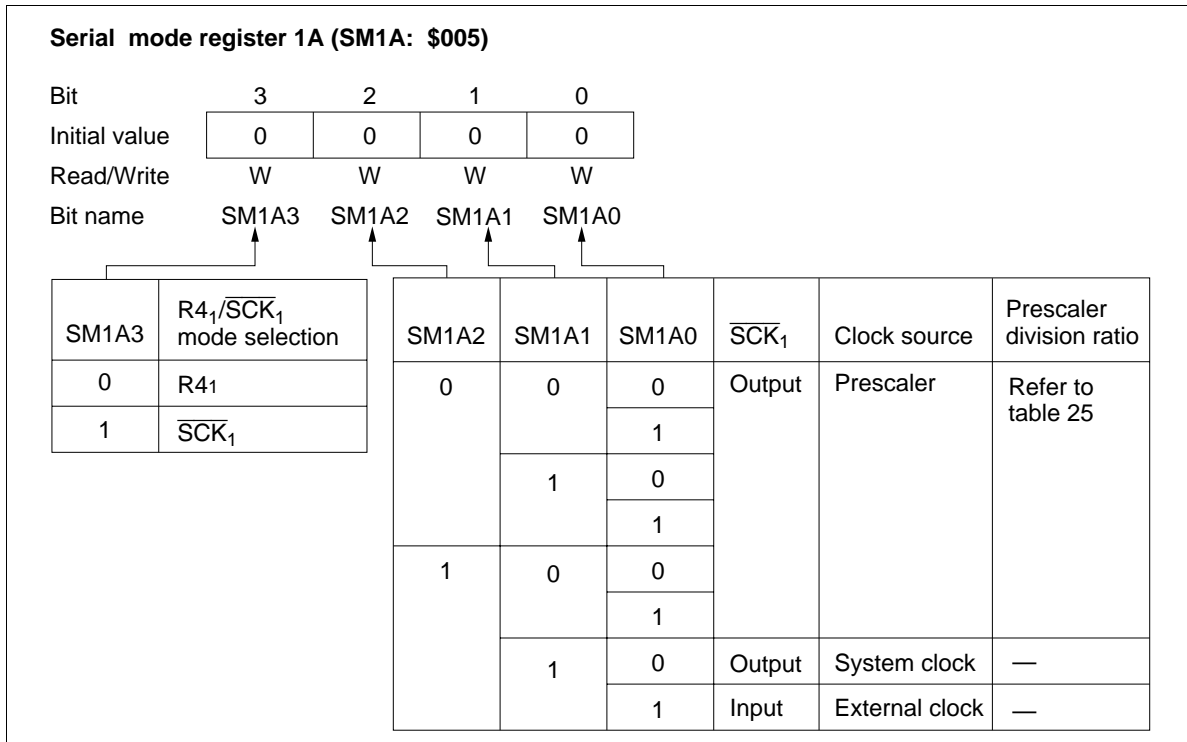 Serial mode register 1A (SM1A: $005)
Bit 3 2 1 0
Initial value 0 0 0 0
Read/Write W W W W
Bit name SM1A3 SM1A2 SM1A1 SM1A0
SM1A3 R4₁/S̅C̅K̅₁ mode selection
0 R41
1 S̅C̅K̅₁
SM1A2 SM1A1 SM1A0 S̅C̅K̅₁ Clock source Prescaler division ratio
0 0 0 Output Prescaler Refer to table 25
1
1 0
1
1 0 0
1
1 0 Output System clock —
1 Input External clock —